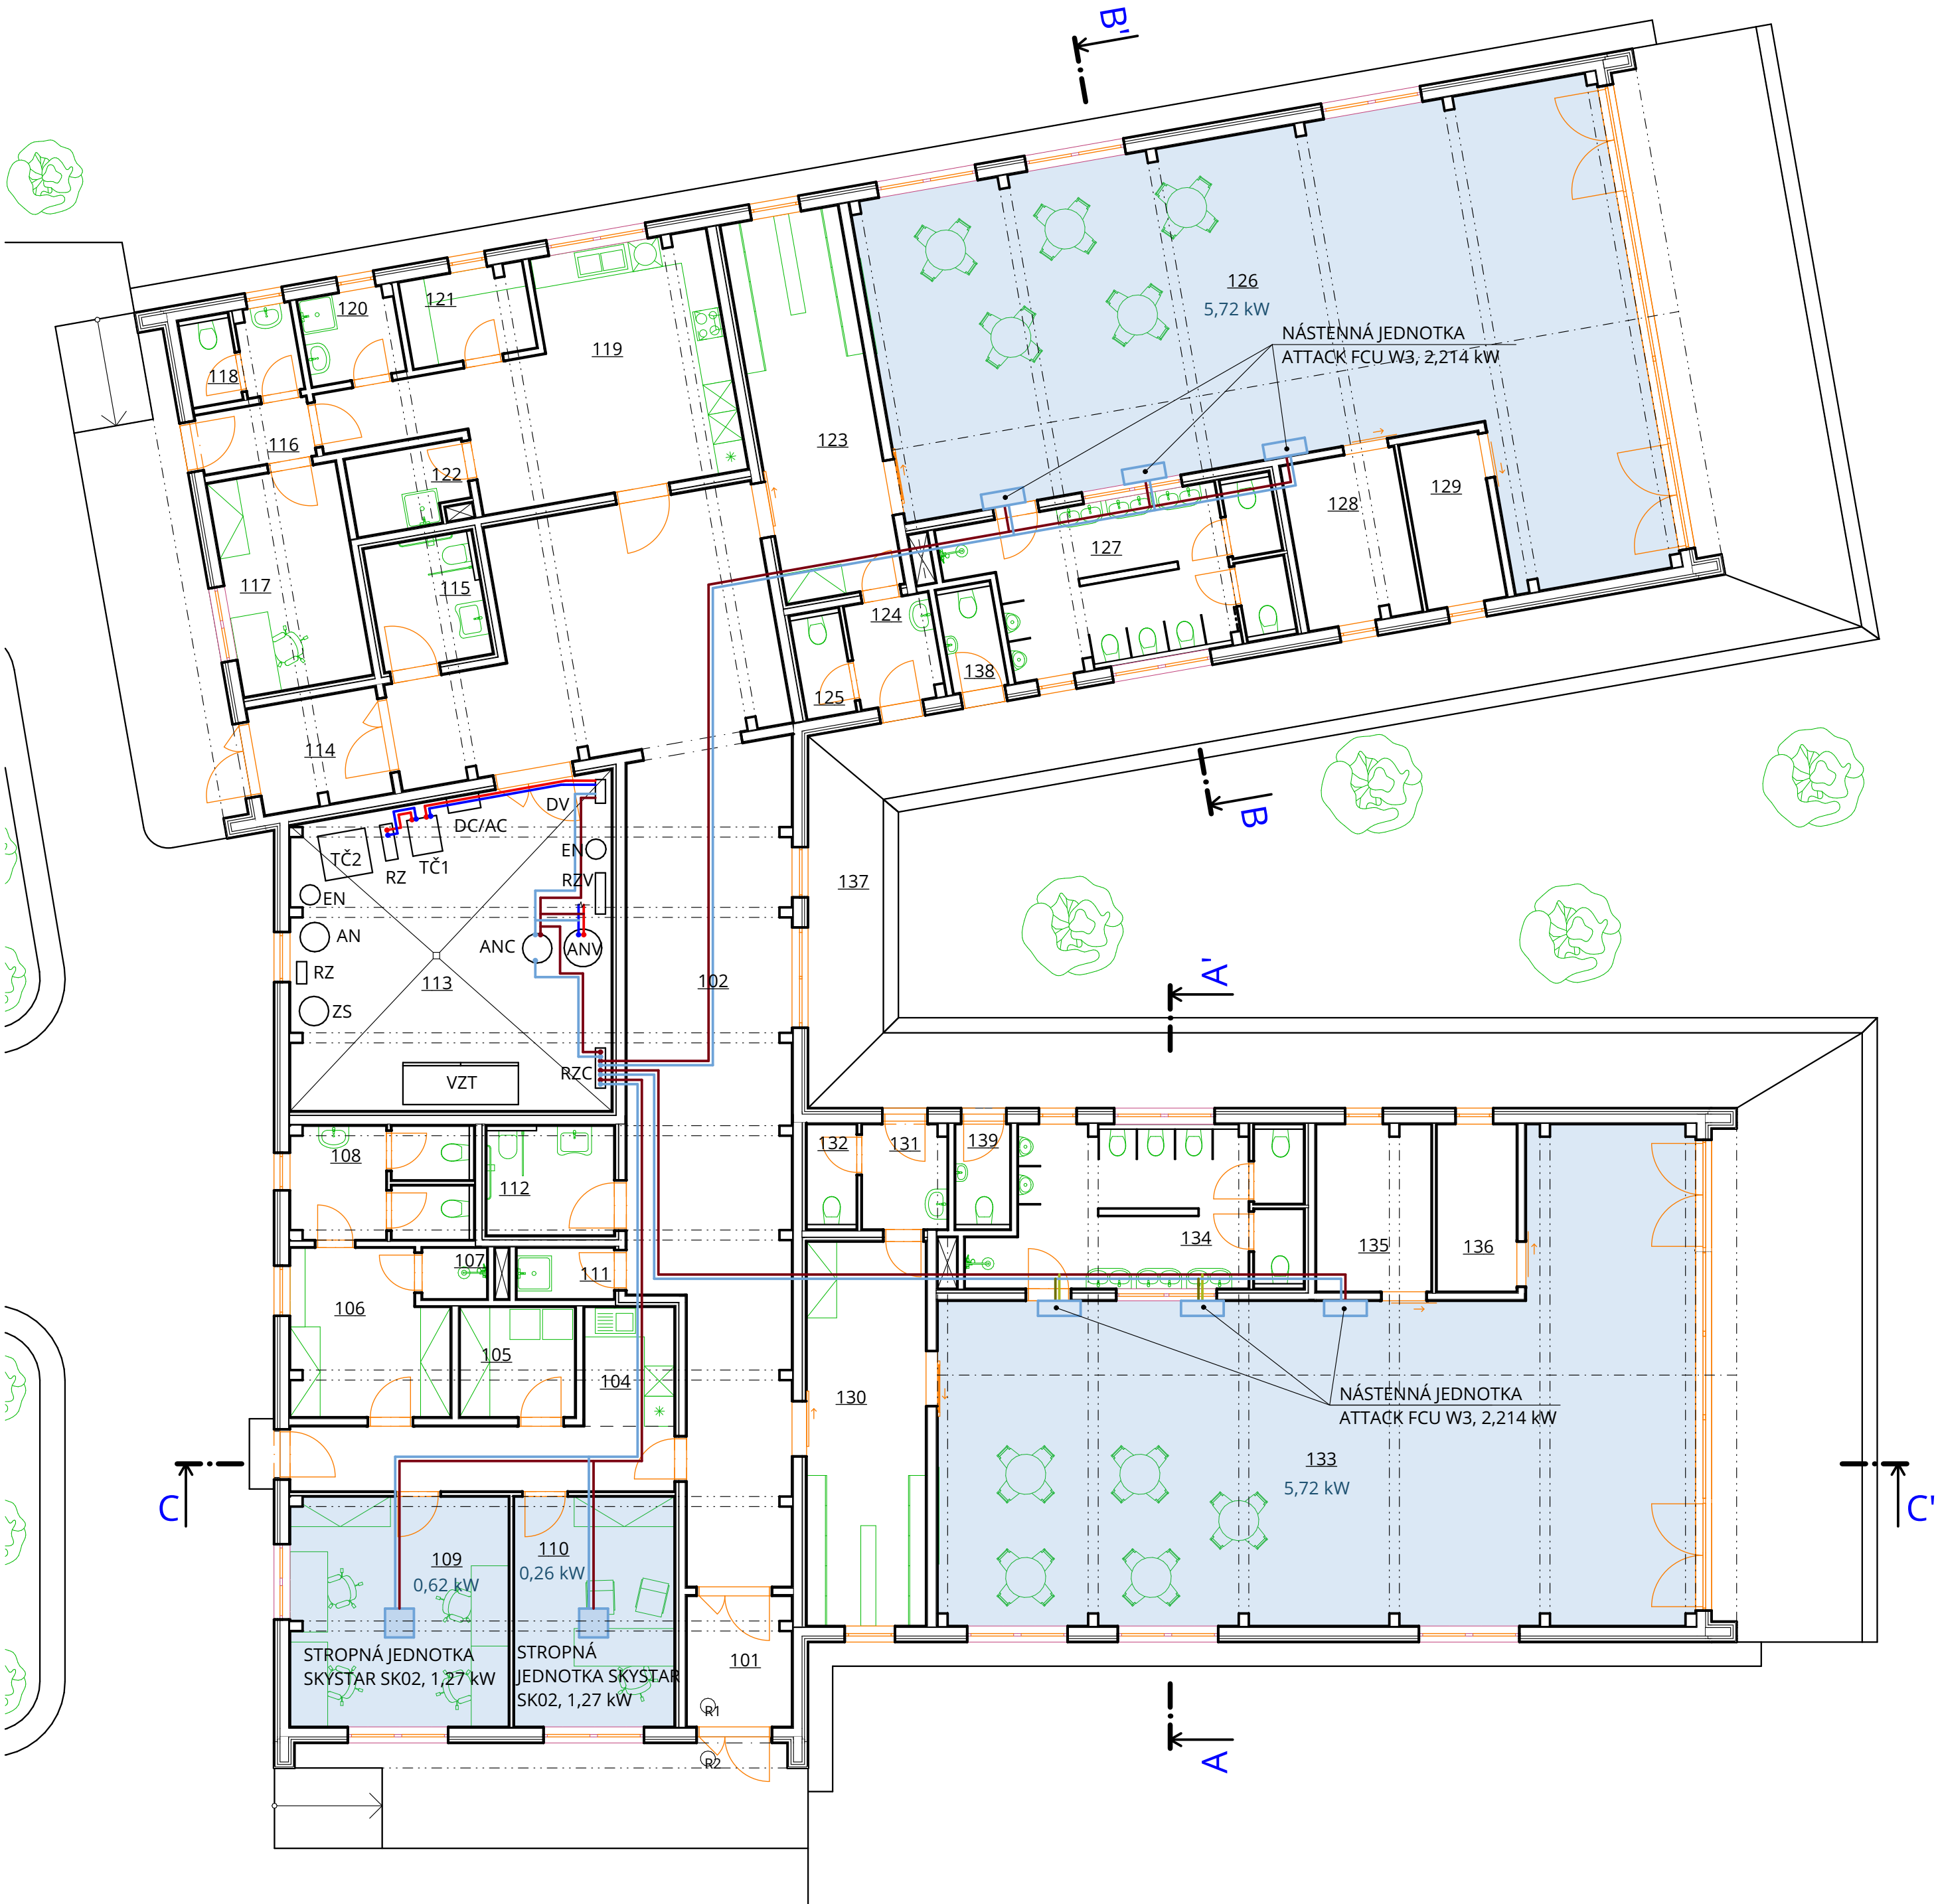 B'
126
5,72 kW
NÁSTENNÁ JEDNOTKA
ATTACK FCU W3, 2,214 kW
121
120
119
118
123
116
122
129
128
127
117
115
124
138
125
114
B
DV
DC/AC
TČ2
TČ1
RZ
EN
RZV
EN
137
AN
ANC
ANV
RZ
113
102
A'
ZS
RZC
VZT
132
131
139
108
112
134
135
136
107
111
106
105
104
130
NÁSTENNÁ JEDNOTKA
ATTACK FCU W3, 2,214 kW
133
5,72 kW
C
C'
109
0,62 kW
110
0,26 kW
STROPNÁ JEDNOTKA
SKYSTAR SK02, 1,27 kW
STROPNÁ
JEDNOTKA SKYSTAR
SK02, 1,27 kW
101
R1
R2
A